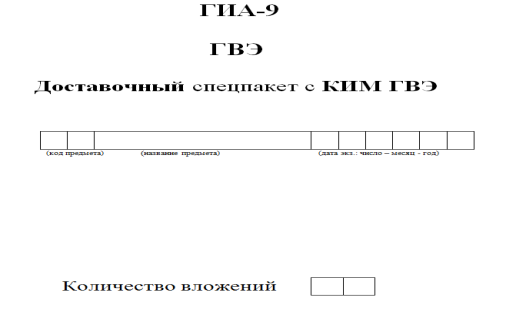 ГИА-9
ГВЭ
Доставочный спецпакет с КИМ ГВЭ
(код предмета) (название предмета) (дата экз.: число – месяц - год)
Количество вложений